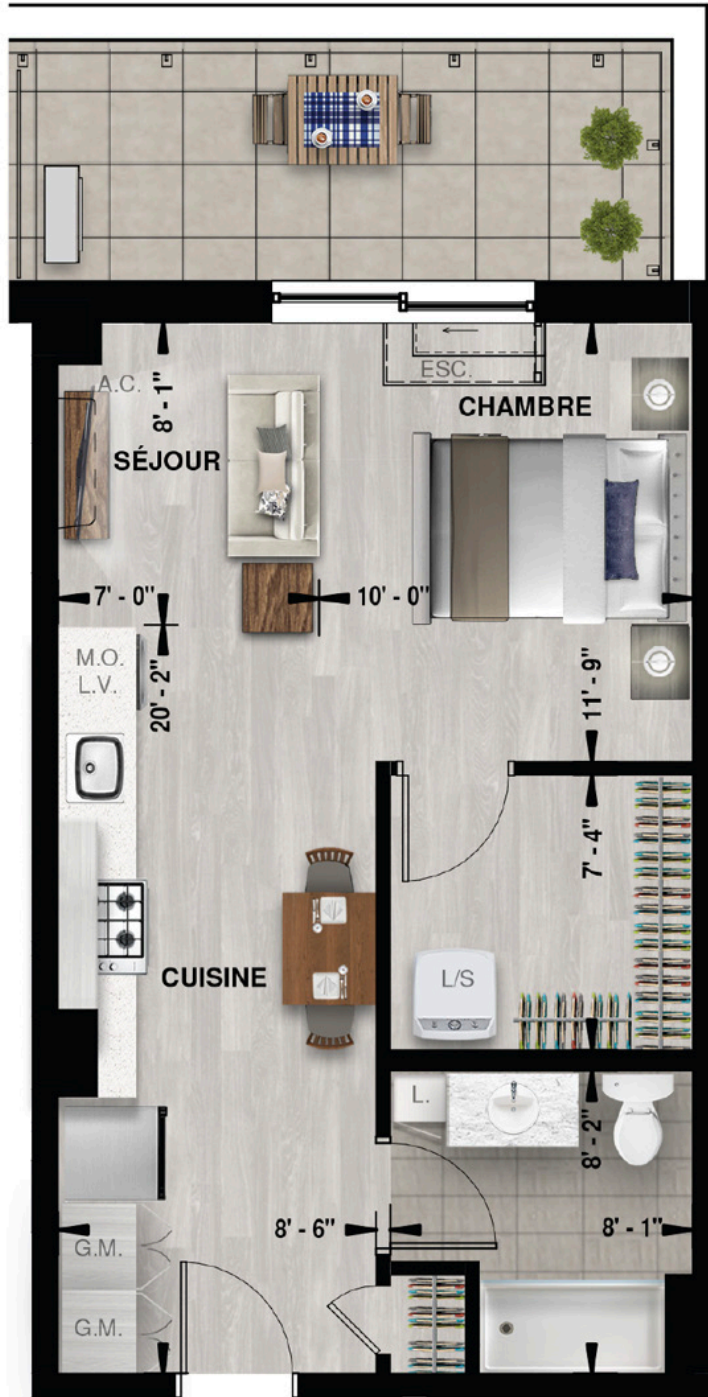 ESC.
A.C.
CHAMBRE
8' - 1"
SÉJOUR
7' - 0"
10' - 0"
M.O.
L.V.
20' - 2"
11' - 9"
7' - 4"
CUISINE
L/S
L.
8' - 2"
8' - 6"
8' - 1"
G.M.
G.M.